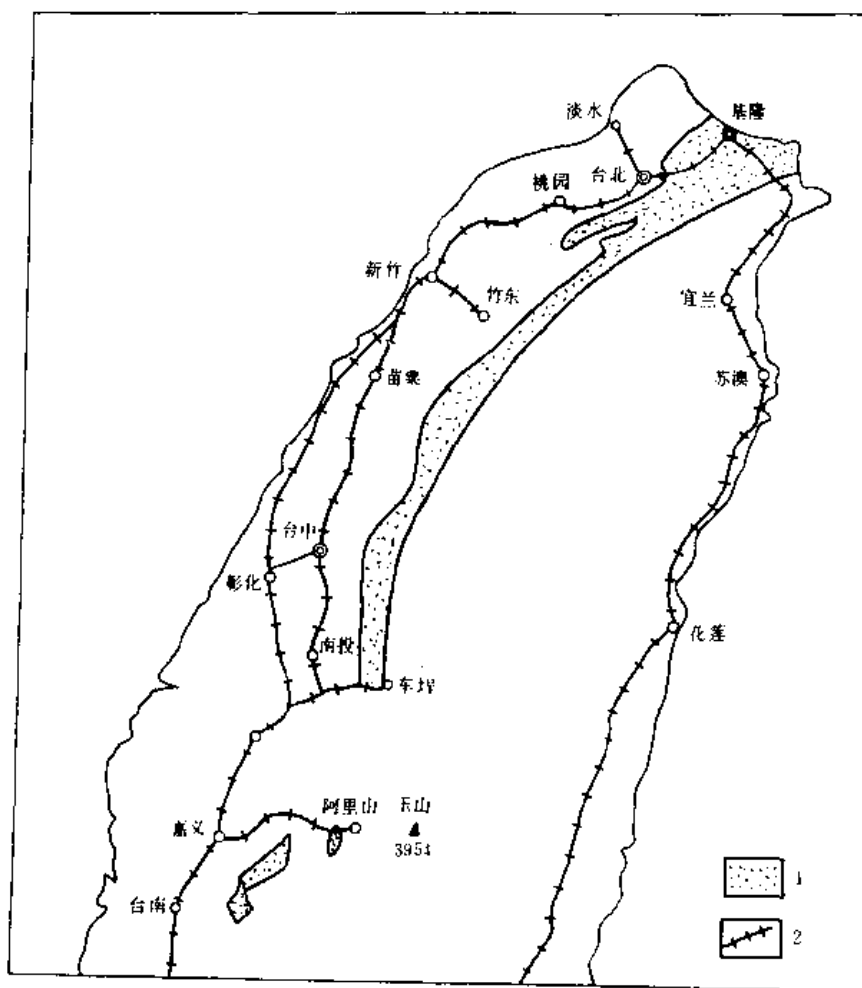 淡水
基隆
台北
桃园
新竹
竹东
宜兰
苗栗
苏澳
台中
彰化
花莲
南投
车埕
阿里山
玉山
3954
嘉义
台南
1
2